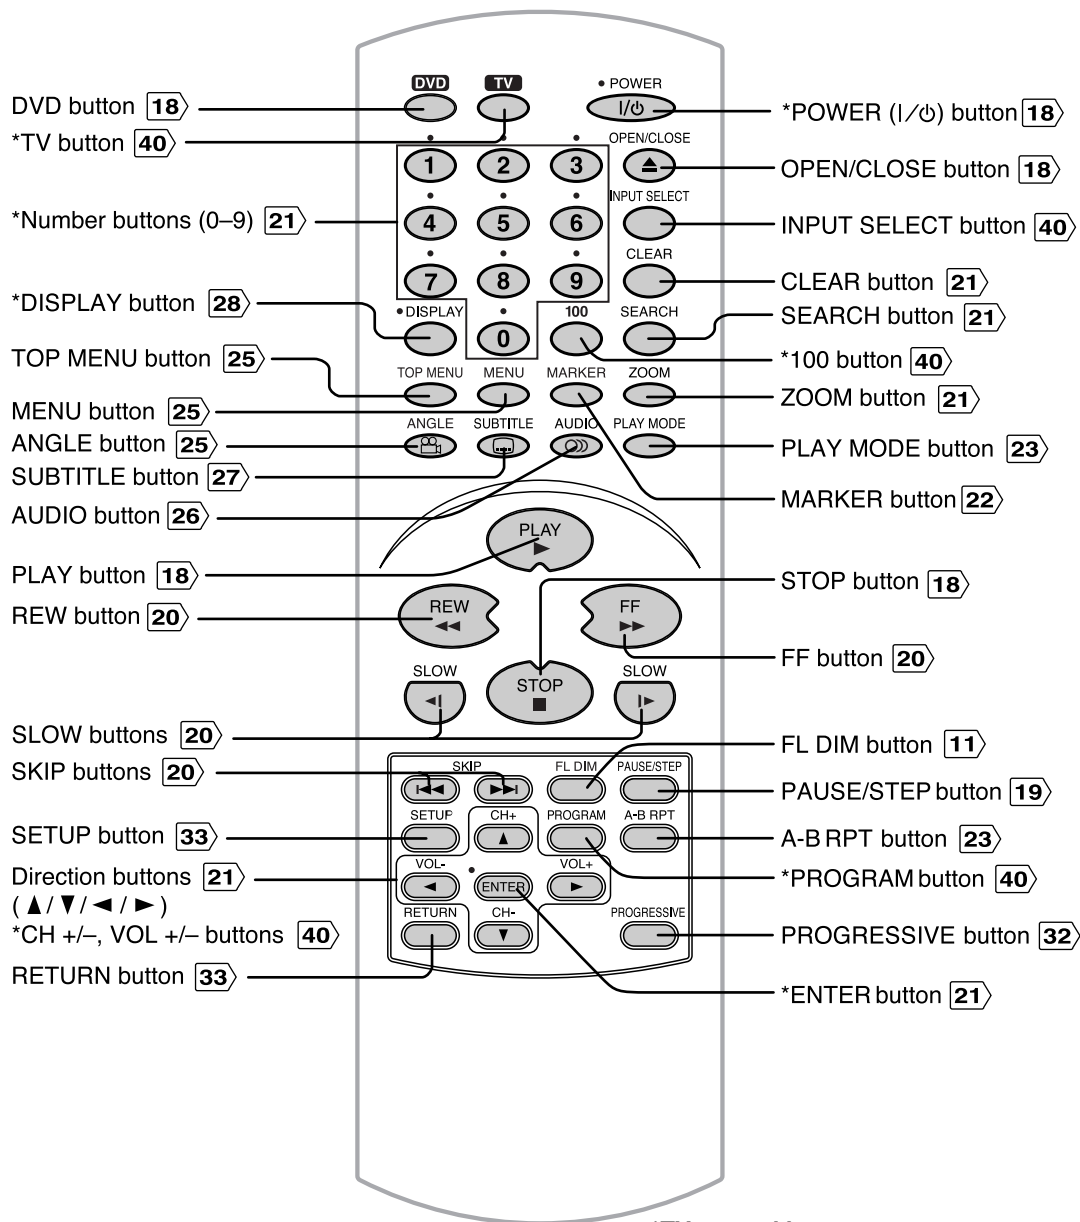 DVD button 18
*TV button 40
*Number buttons (0–9) 21
*DISPLAY button 28
TOP MENU button 25
MENU button 25
ANGLE button 25
SUBTITLE button 27
AUDIO button 26
PLAY button 18
REW button 20
SLOW buttons 20
SKIP buttons 20
SETUP button 33
Direction buttons 21
(▲/▼/◄/►)
*CH +/–, VOL +/– buttons 40
RETURN button 33
DVD TV • POWER
I/⏻
OPEN/CLOSE
1 2 3
INPUT SELECT
4 5 6
CLEAR
7 8 9
• DISPLAY 100 SEARCH
0
TOP MENU MENU MARKER ZOOM
ANGLE SUBTITLE AUDIO PLAY MODE
PLAY
REW FF
SLOW STOP SLOW
SKIP FL DIM PAUSE/STEP
SETUP CH+ PROGRAM A-B RPT
VOL- VOL+
ENTER
RETURN CH- PROGRESSIVE
*POWER (I/⏻) button 18
OPEN/CLOSE button 18
INPUT SELECT button 40
CLEAR button 21
SEARCH button 21
*100 button 40
ZOOM button 21
PLAY MODE button 23
MARKER button 22
STOP button 18
FF button 20
FL DIM button 11
PAUSE/STEP button 19
A-B RPT button 23
*PROGRAM button 40
PROGRESSIVE button 32
*ENTER button 21